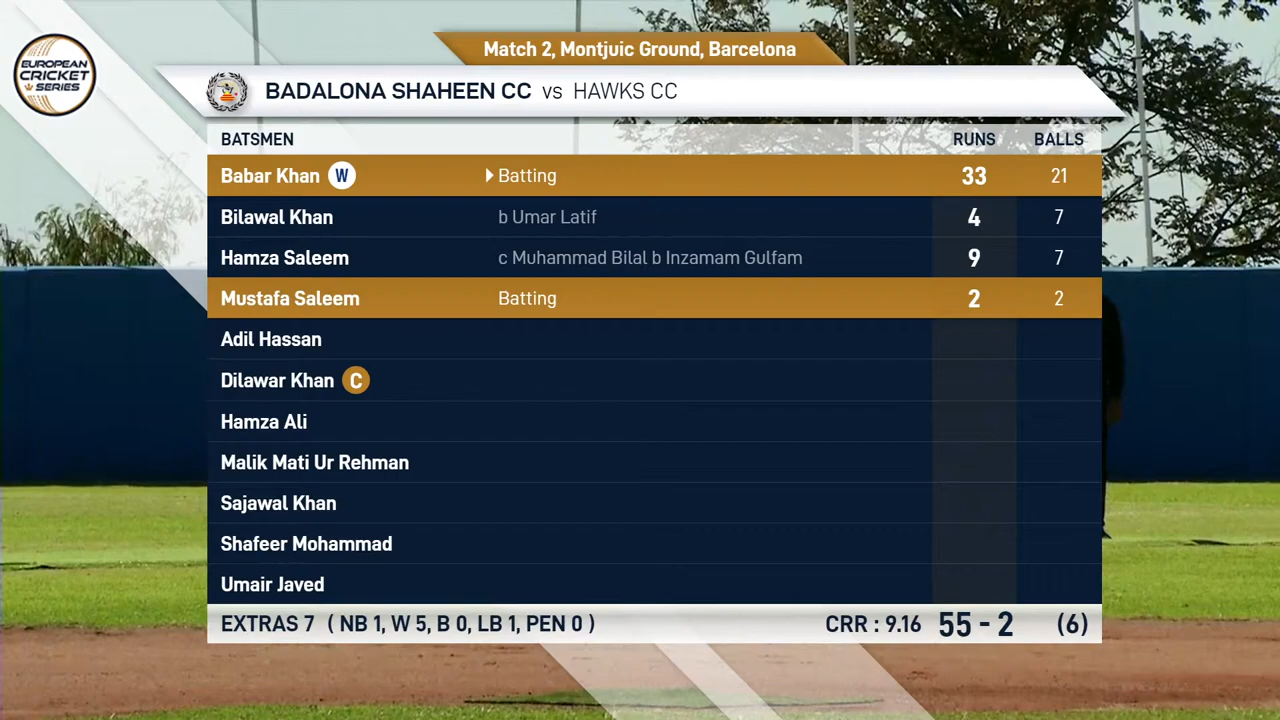 EUROPEAN
CRICKET
SERIES
Match 2, Montjuic Ground, Barcelona
BADALONA SHAHEEN CC vs HAWKS CC
BATSMEN RUNS BALLS
Babar Khan W Batting 33 21
Bilawal Khan b Umar Latif 4 7
Hamza Saleem c Muhammad Bilal b Inzamam Gulfam 9 7
Mustafa Saleem Batting 2 2
Adil Hassan
Dilawar Khan C
Hamza Ali
Malik Mati Ur Rehman
Sajawal Khan
Shafeer Mohammad
Umair Javed
EXTRAS 7 ( NB 1, W 5, B 0, LB 1, PEN 0 ) CRR : 9.16 55 - 2 (6)